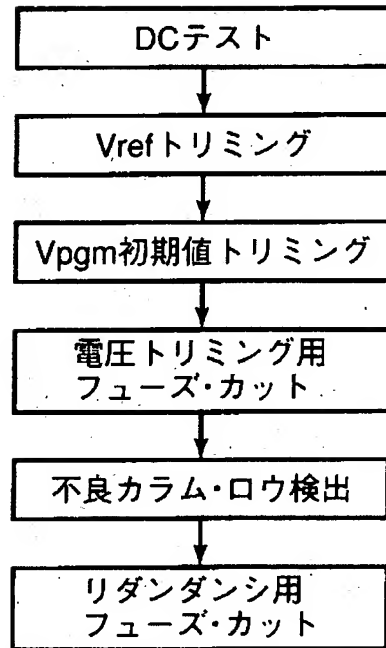 DCテスト
Vrefトリミング
Vpgm初期値トリミング
電圧トリミング用
フューズ・カット
不良カラム・ロウ検出
リダンダンシ用
フューズ・カット